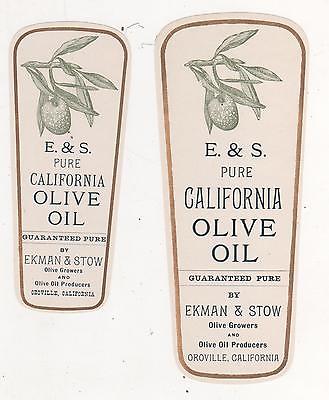 E. & S.
PURE
CALIFORNIA
OLIVE
OIL
GUARANTEED PURE
BY
EKMAN & STOW
Olive Growers
AND
Olive Oil Producers
OROVILLE, CALIFORNIA
E. & S.
PURE
CALIFORNIA
OLIVE
OIL
GUARANTEED PURE
BY
EKMAN & STOW
Olive Growers
AND
Olive Oil Producers
OROVILLE, CALIFORNIA